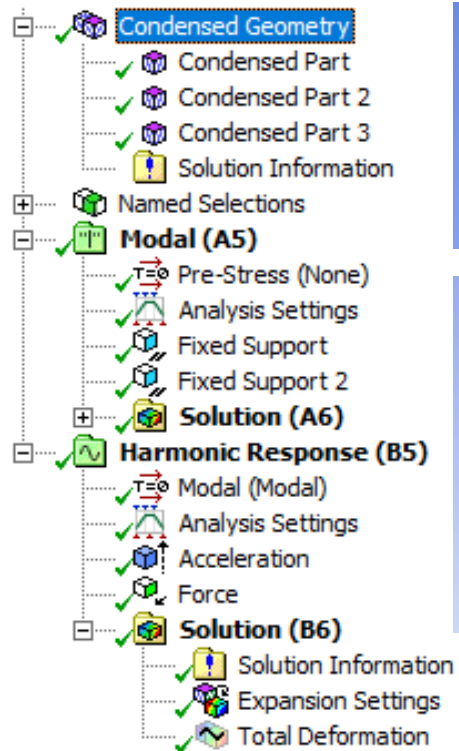 Condensed Geometry
Condensed Part
Condensed Part 2
Condensed Part 3
Solution Information
Named Selections
Modal (A5)
Pre-Stress (None)
Analysis Settings
Fixed Support
Fixed Support 2
Solution (A6)
Harmonic Response (B5)
Modal (Modal)
Analysis Settings
Acceleration
Force
Solution (B6)
Solution Information
Expansion Settings
Total Deformation